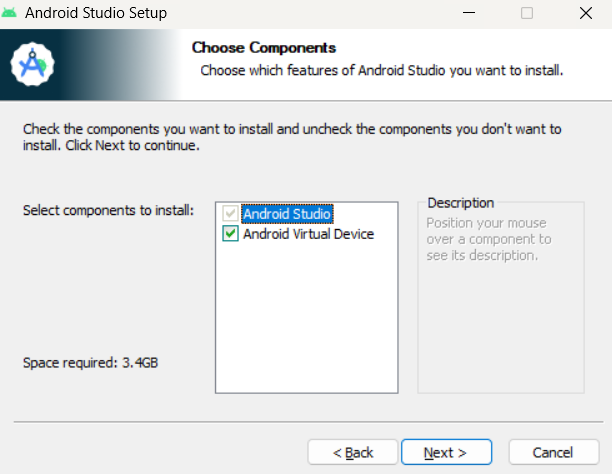 Android Studio Setup
Choose Components
Choose which features of Android Studio you want to install.
Check the components you want to install and uncheck the components you don't want to
install. Click Next to continue.
Select components to install:
Android Studio
Android Virtual Device
Description
Position your mouse
over a component to
see its description.
Space required: 3.4GB
< Back
Next >
Cancel